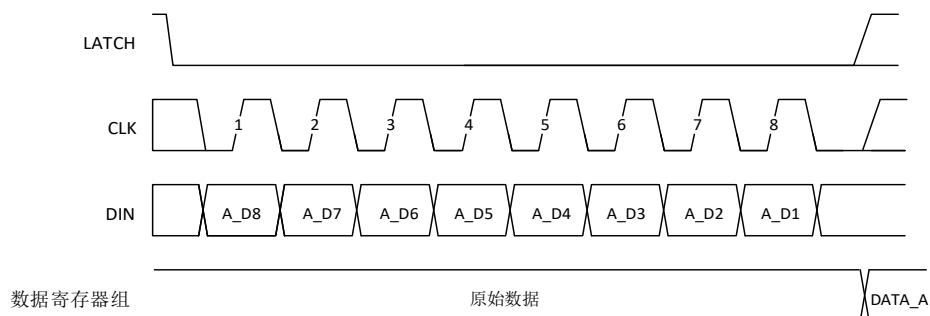 LATCH
CLK 1 2 3 4 5 6 7 8
DIN A_D8 A_D7 A_D6 A_D5 A_D4 A_D3 A_D2 A_D1
数据寄存器组 原始数据 DATA_A